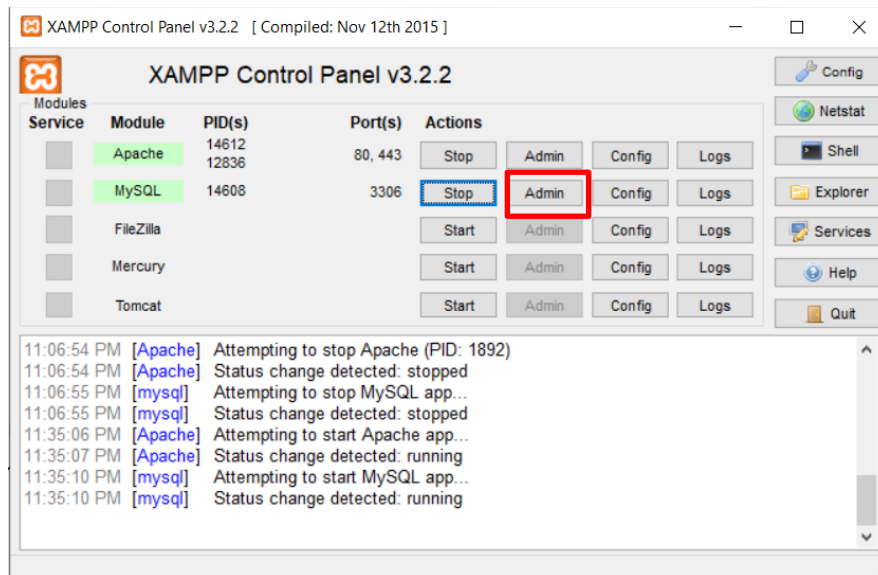 XAMPP Control Panel v3.2.2 [ Compiled: Nov 12th 2015 ]
XAMPP Control Panel v3.2.2
Config
Modules
Service Module PID(s) Port(s) Actions
Netstat
Apache 14612 12836 80, 443 Stop Admin Config Logs
Shell
MySQL 14608 3306 Stop Admin Config Logs
Explorer
FileZilla Start Admin Config Logs
Services
Mercury Start Admin Config Logs
Help
Tomcat Start Admin Config Logs
Quit
11:06:54 PM [Apache] Attempting to stop Apache (PID: 1892)
11:06:54 PM [Apache] Status change detected: stopped
11:06:55 PM [mysql] Attempting to stop MySQL app...
11:06:55 PM [mysql] Status change detected: stopped
11:35:06 PM [Apache] Attempting to start Apache app...
11:35:07 PM [Apache] Status change detected: running
11:35:10 PM [mysql] Attempting to start MySQL app...
11:35:10 PM [mysql] Status change detected: running